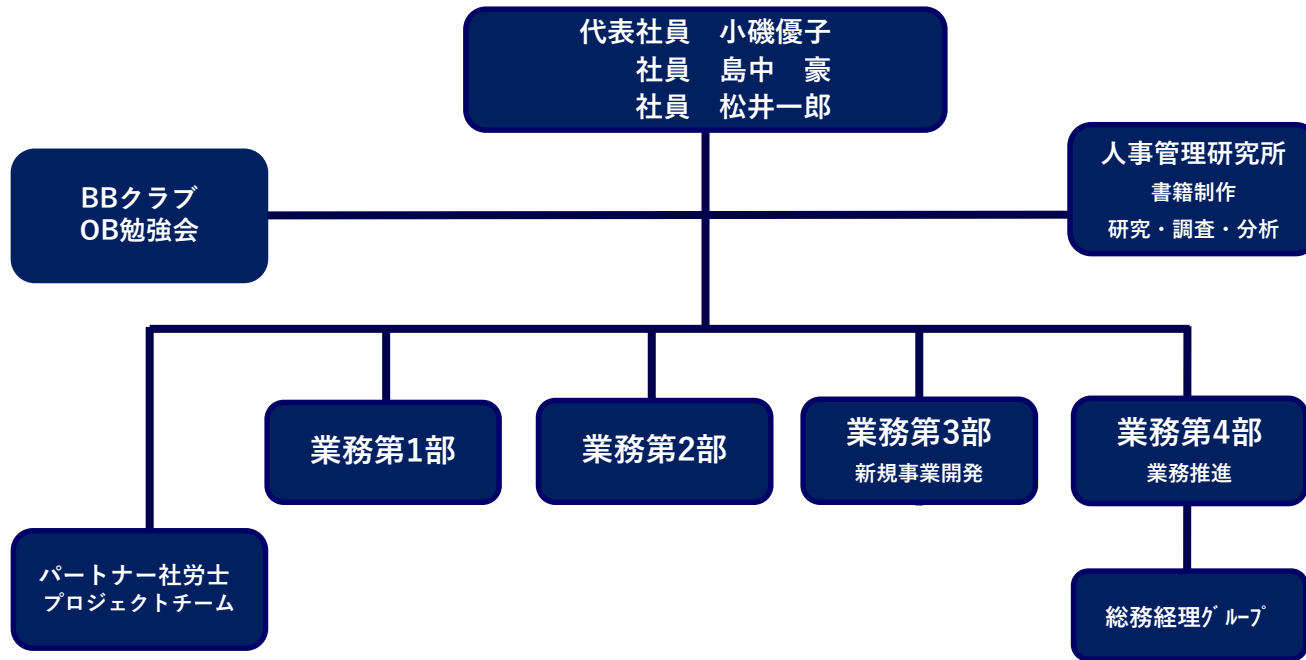 代表社員　小磯優子
社員　島中　豪
社員　松井一郎
BBクラブ
OB勉強会
人事管理研究所
書籍制作
研究・調査・分析
業務第1部
業務第2部
業務第3部
新規事業開発
業務第4部
業務推進
パートナー社労士
プロジェクトチーム
総務経理ｸﾞﾙｰﾌﾟ